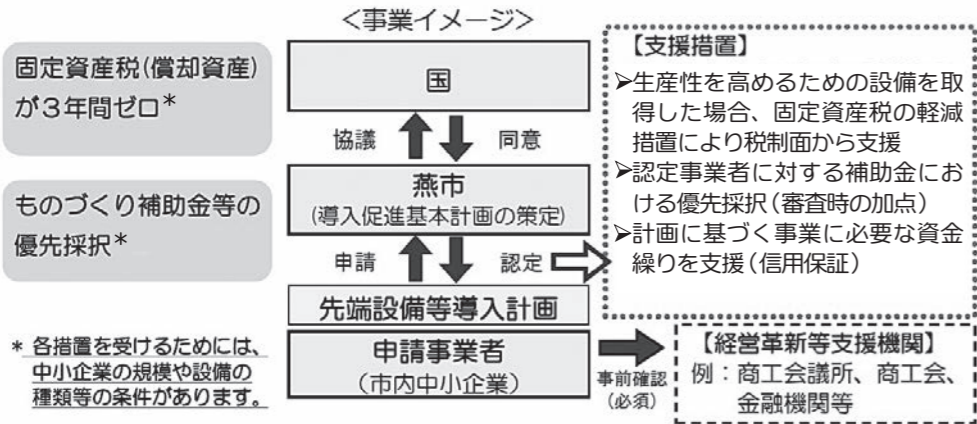 <事業イメージ>
固定資産税(償却資産)
が3年間ゼロ*
ものづくり補助金等の
優先採択*
* 各措置を受けるためには、
中小企業の規模や設備の
種類等の条件があります。
国
協議
同意
燕市
(導入促進基本計画の策定)
申請
認定
先端設備等導入計画
申請事業者
(市内中小企業)
事前確認
(必須)
【支援措置】
➢生産性を高めるための設備を取
得した場合、固定資産税の軽減
措置により税制面から支援
➢認定事業者に対する補助金にお
ける優先採択(審査時の加点)
➢計画に基づく事業に必要な資金
繰りを支援(信用保証)
【経営革新等支援機関】
例:商工会議所、商工会、
金融機関等